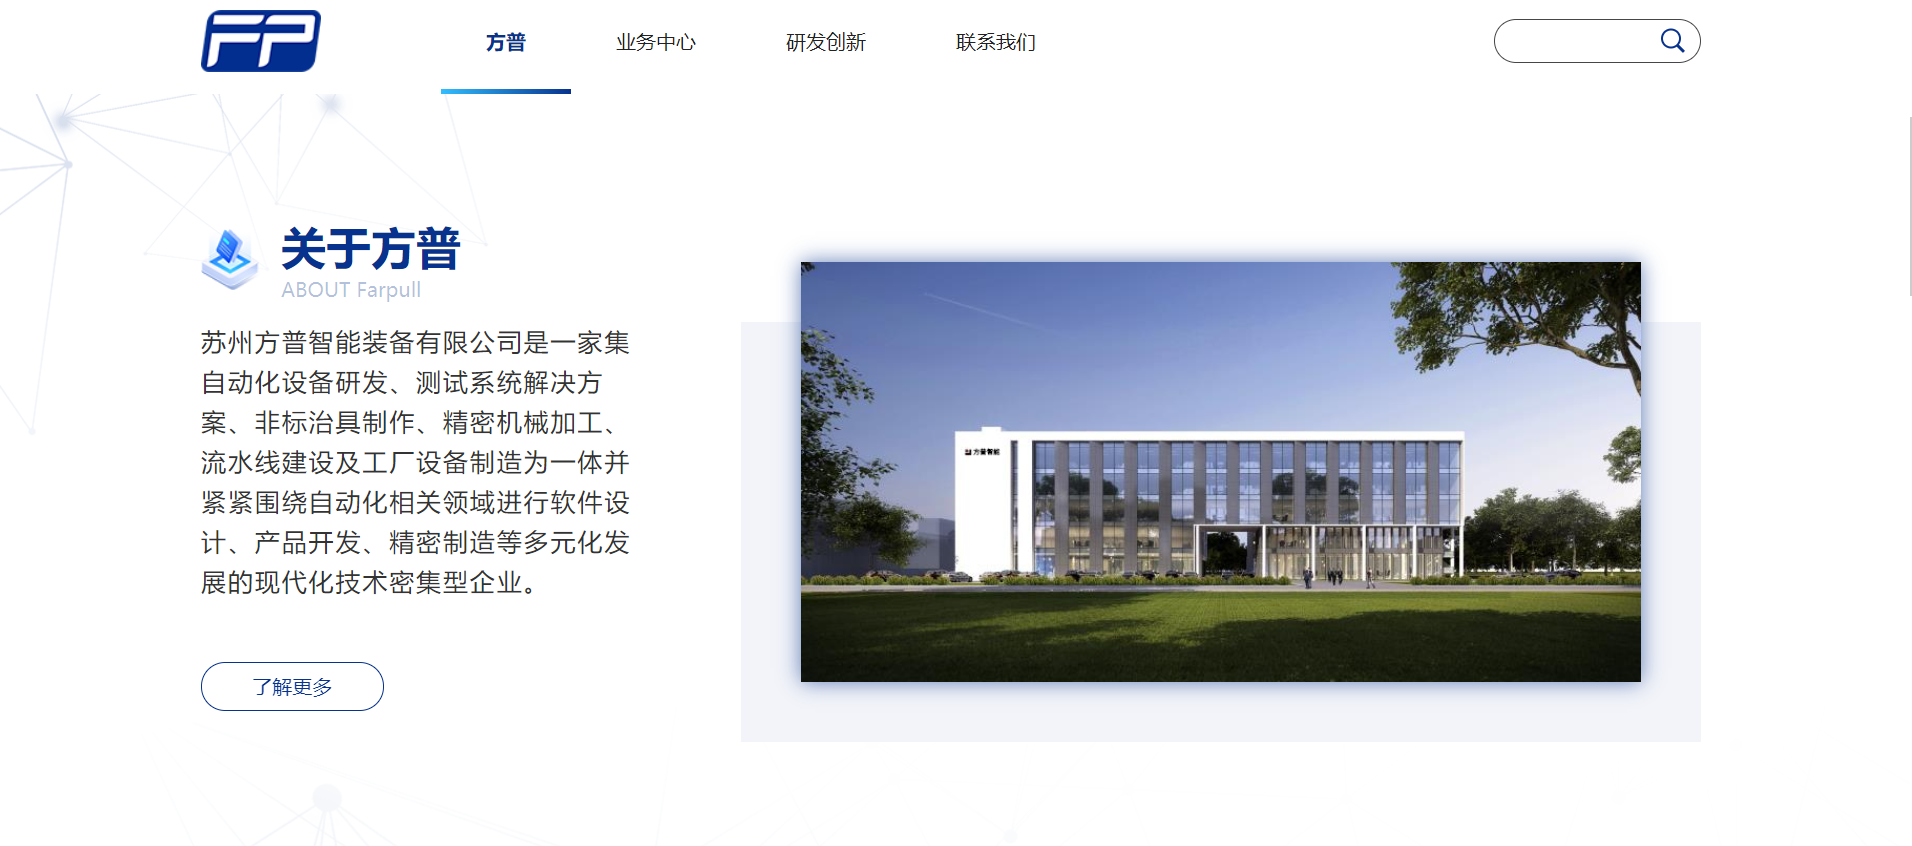 FP
方普
业务中心
研发创新
联系我们
关于方普
ABOUT Farpull
苏州方普智能装备有限公司是一家集
自动化设备研发、测试系统解决方
案、非标治具制作、精密机械加工、
流水线建设及工厂设备制造为一体并
紧紧围绕自动化相关领域进行软件设
计、产品开发、精密制造等多元化发
展的现代化技术密集型企业。
方普智能
了解更多